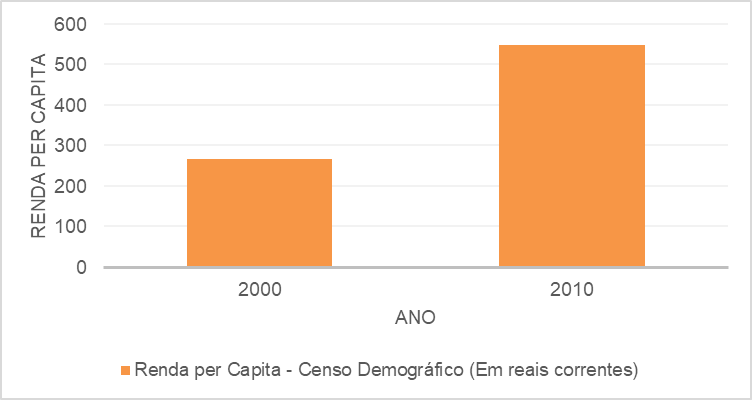 600
500
400
300
200
100
0
RENDA PER CAPITA
2000 2010
ANO
Renda per Capita - Censo Demográfico (Em reais correntes)